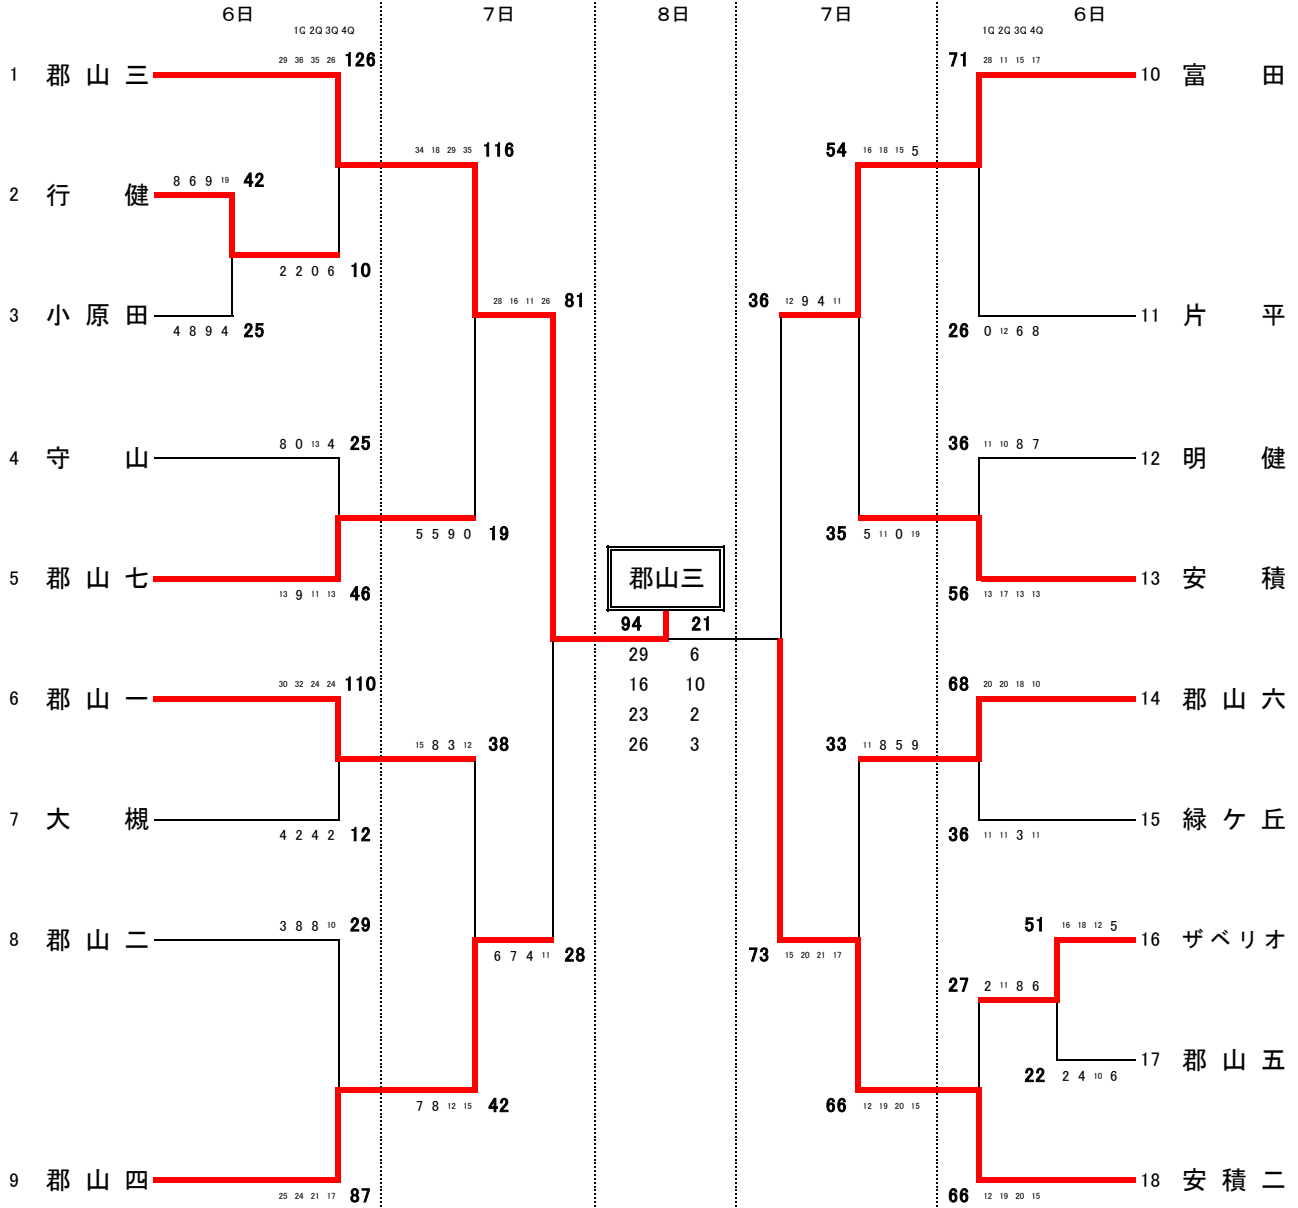 6日 7日 8日 7日 6日
1Q 2Q 3Q 4Q 1Q 2Q 3Q 4Q
29 36 35 26 126 71 28 11 15 17
1 郡山三 10 富田
34 18 29 35 116 54 16 18 15 5
8 6 9 19 42
2 行健
2 2 0 6 10
28 16 11 26 81 36 12 9 4 11
3 小原田 11 片平
4 8 9 4 25 26 0 12 6 8
8 0 13 4 25 36 11 10 8 7
4 守山 12 明健
5 5 9 0 19 35 5 11 0 19
5 郡山七 郡山三 13 安積
13 9 11 13 46 56 13 17 13 13
94 21
29 6
16 10
23 2
26 3
30 32 24 24 110 68 20 20 18 10
6 郡山一 14 郡山六
15 8 3 12 38 33 11 8 5 9
7 大槻 15 緑ケ丘
4 2 4 2 12 36 11 11 3 11
3 8 8 10 29 51 16 18 12 5
8 郡山二 16 ザベリオ
6 7 4 11 28 73 15 20 21 17
27 2 11 8 6
17 郡山五
22 2 4 10 6
7 8 12 15 42 66 12 19 20 15
9 郡山四 18 安積二
25 24 21 17 87 66 12 19 20 15